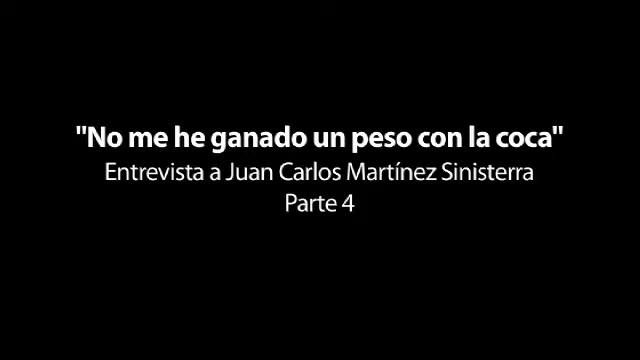 "No me he ganado un peso con la coca"
Entrevista a Juan Carlos Martínez Sinisterra
Parte 4